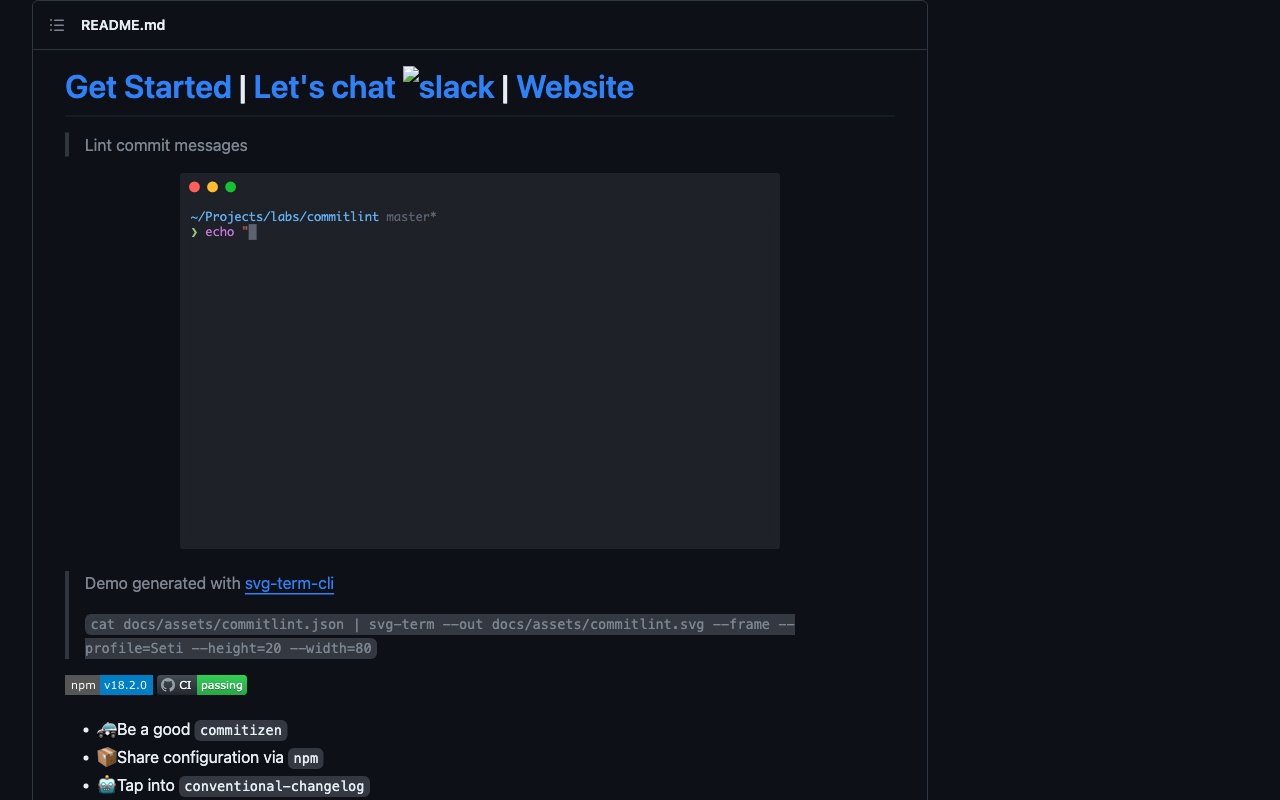 README.md
Get Started | Let's chat slack | Website
Lint commit messages
~/Projects/labs/commitlint master*
❯ echo "
Demo generated with svg-term-cli
cat docs/assets/commitlint.json | svg-term --out docs/assets/commitlint.svg --frame --
profile=Seti --height=20 --width=80
npm v18.2.0 CI passing
• 🚓Be a good commitizen
• 📦Share configuration via npm
• 🤖Tap into conventional-changelog